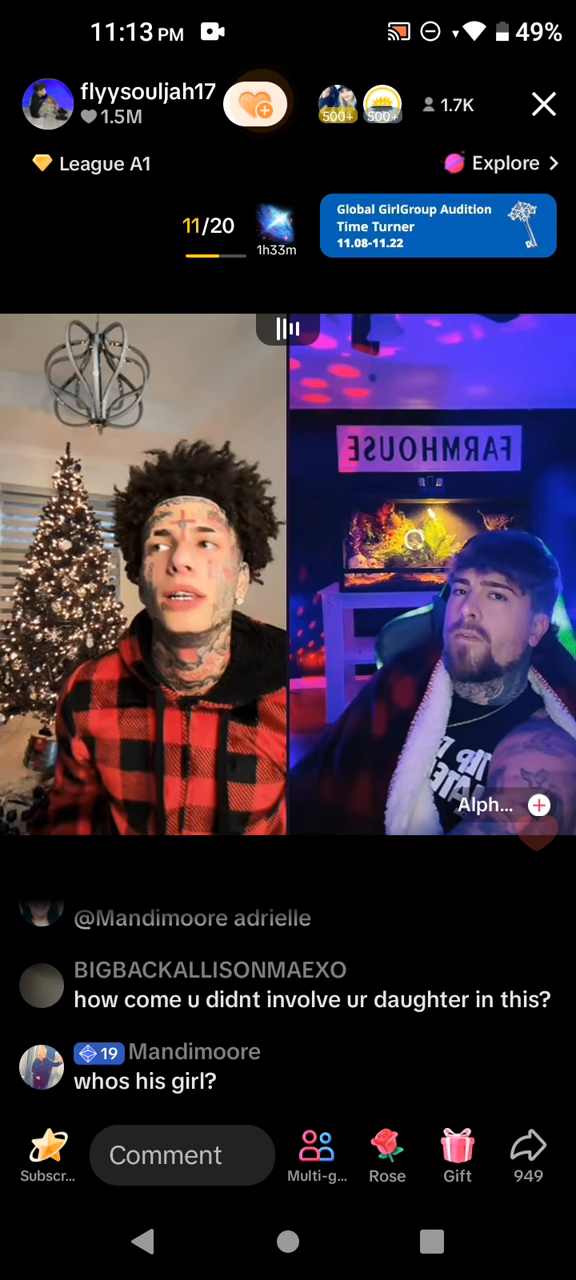 11:13 PM
49%
flyysouljah17
1.5M
500+
500+
1.7K
League A1
Explore >
11/20
1h33m
Global GirlGroup Audition
Time Turner
11.08-11.22
FARMHOUSE
Alph...
@Mandimoore adrielle
BIGBACKALLISONMAEXO
how come u didnt involve ur daughter in this?
19 Mandimoore
whos his girl?
Subscr...
Comment
Multi-g...
Rose
Gift
949